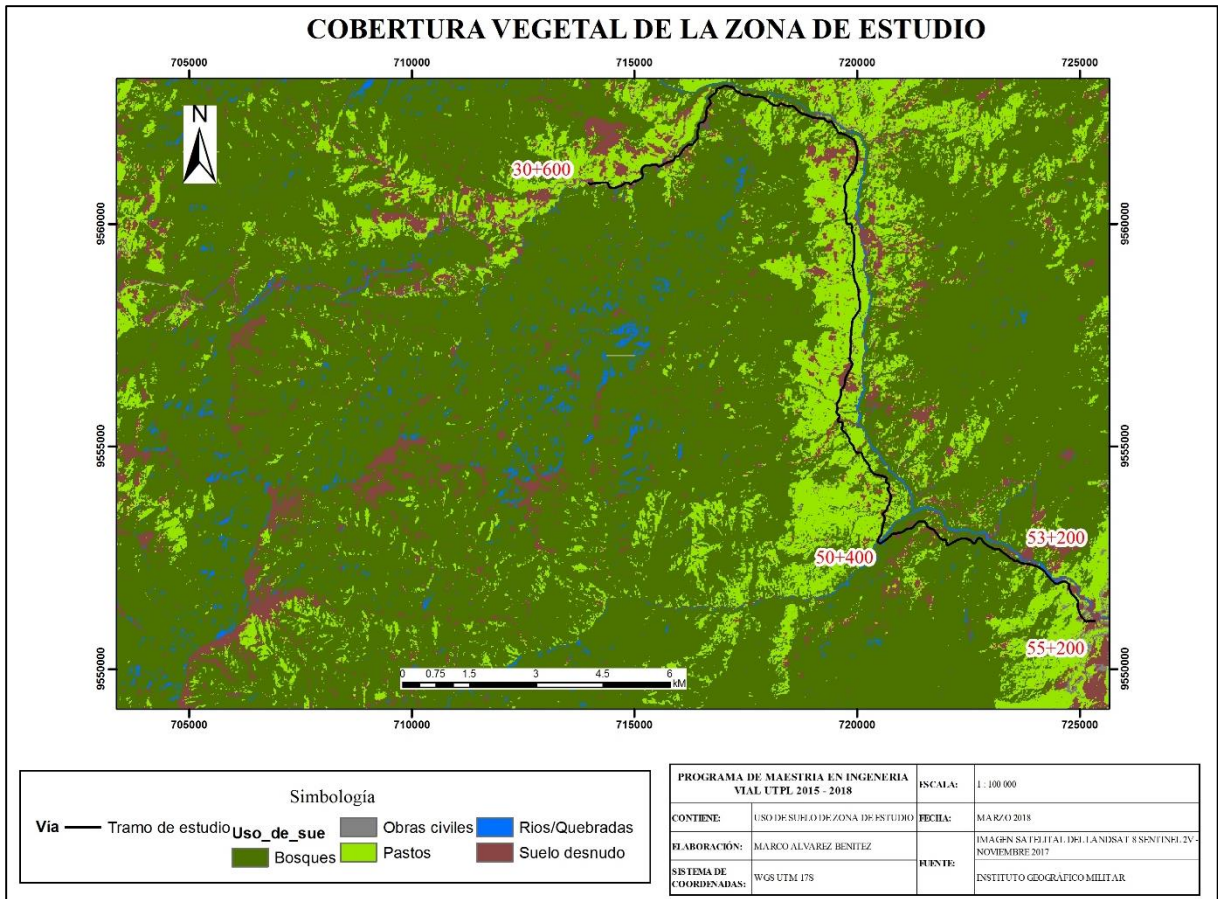 COBERTURA VEGETAL DE LA ZONA DE ESTUDIO
705000 710000 715000 720000 725000
N
30+600
9560000 9560000
9555000 9555000
53+200
50+400
55+200
9550000 9550000
0 0.75 1.5 3 4.5 6
kM
705000 710000 715000 720000 725000
Simbología
Via Tramo de estudio Uso_de_sue Obras civiles Rios/Quebradas
Bosques Pastos Suelo desnudo
PROGRAMA DE MAESTRIA EN INGENERIA VIAL UTPL 2015 - 2018
ESCALA: 1 : 100 000
CONTIENE: USO DE SUELO DE ZONA DE ESTUDIO
FECHA: MARZO 2018
ELABORACIÓN: MARCO ALVAREZ BENITEZ
FUENTE: IMAGEN SATELITAL DEL LANDSAT 8 SENTINEL 2V - NOVIEMBRE 2017
SISTEMA DE COORDENADAS: WGS UTM 17S
INSTITUTO GEOGRÁFICO MILITAR